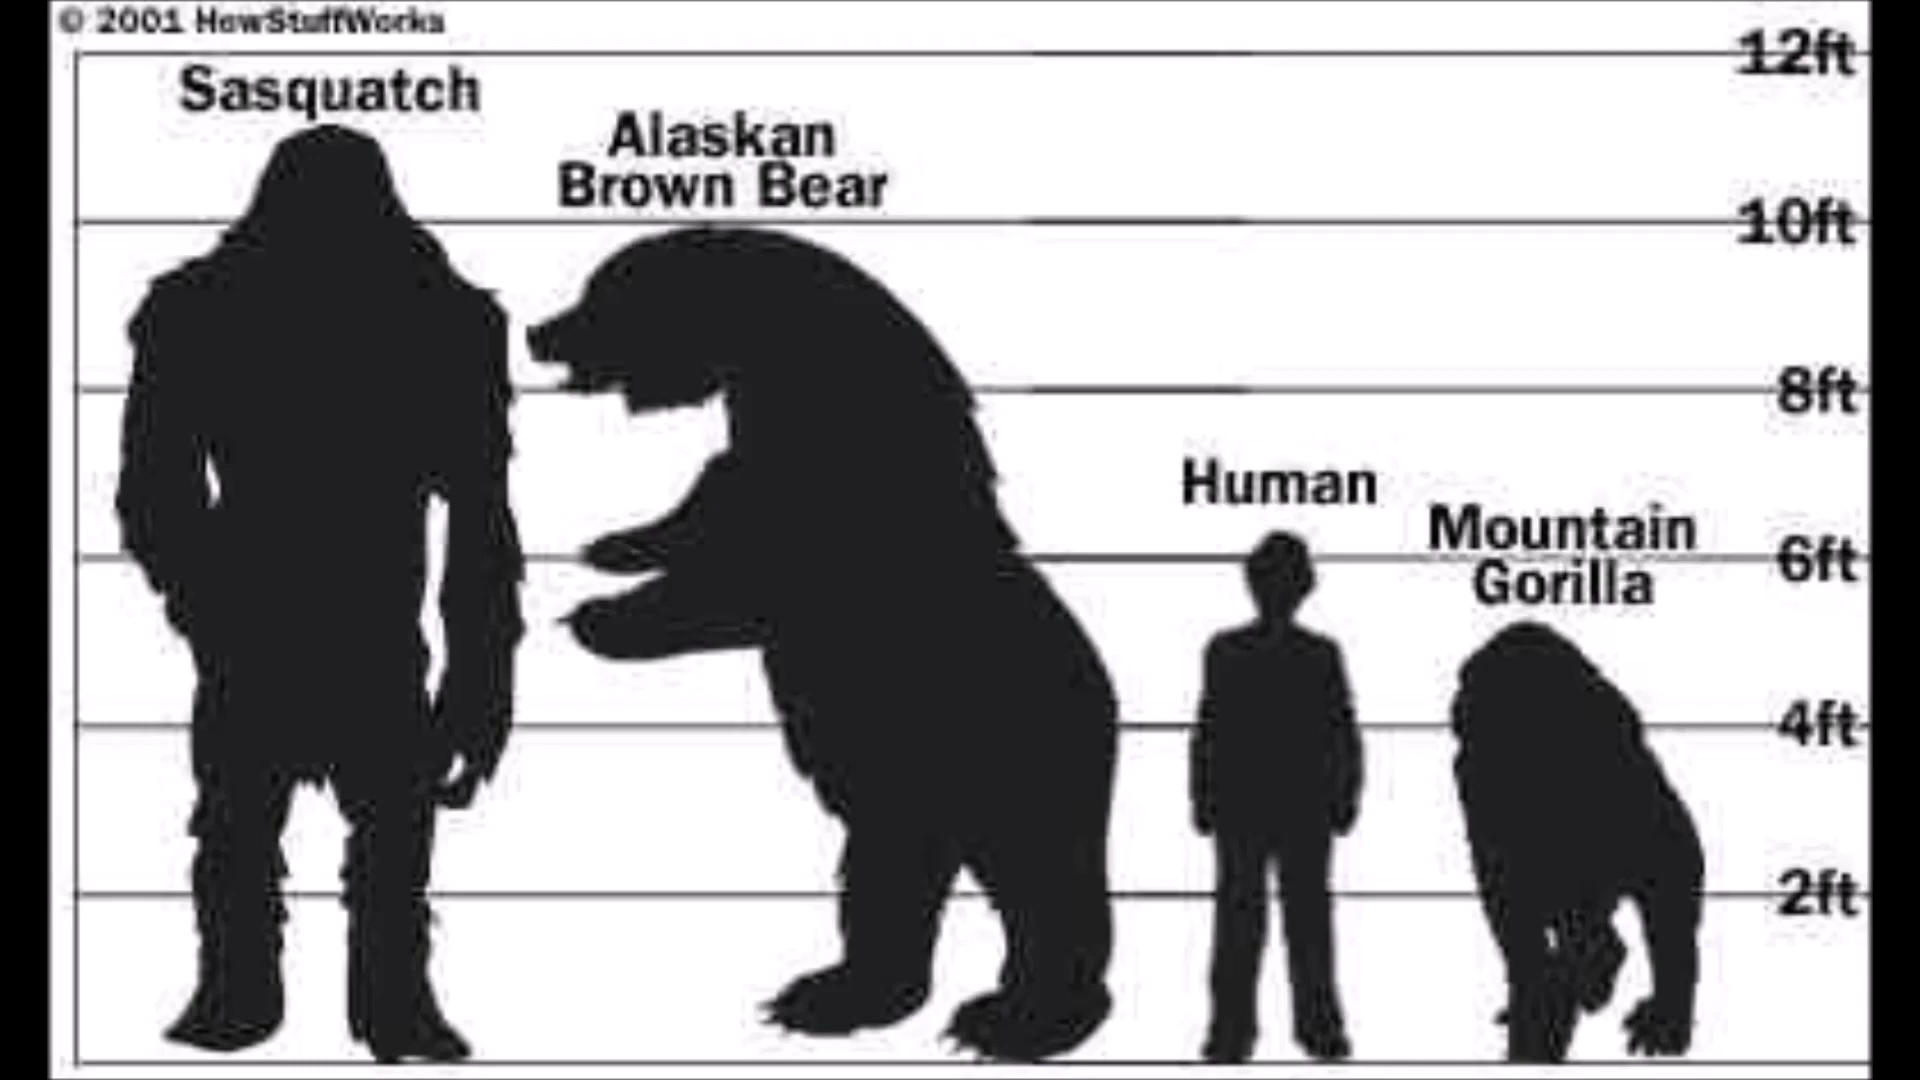 © 2001 HowStuffWorks
12ft
Sasquatch
Alaskan
Brown Bear
10ft
8ft
Human
Mountain
Gorilla
6ft
4ft
2ft